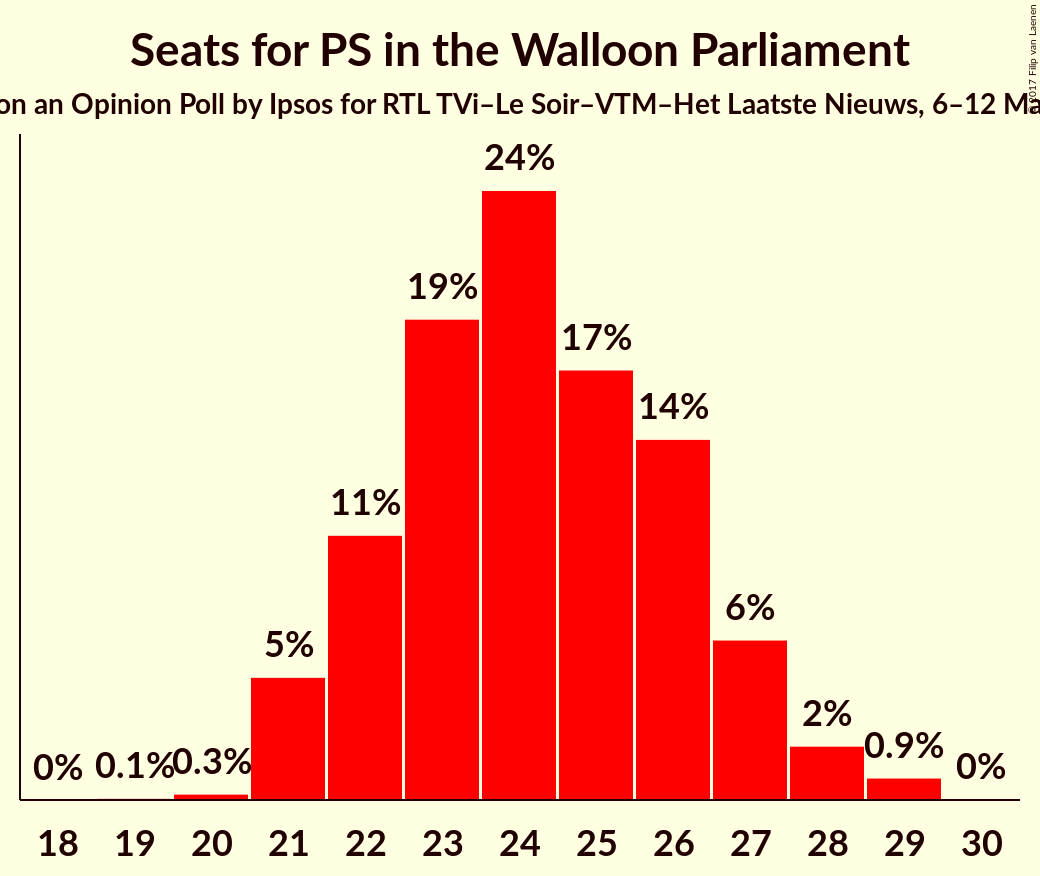 Seats for PS in the Walloon Parliament
on an Opinion Poll by Ipsos for RTL TVi–Le Soir–VTM–Het Laatste Nieuws, 6–12 Ma
© 2017 Filip van Laenen
24%
19%
17%
14%
11%
6%
5%
2%
0.9%
0% 0.1% 0.3% 0%
18 19 20 21 22 23 24 25 26 27 28 29 30